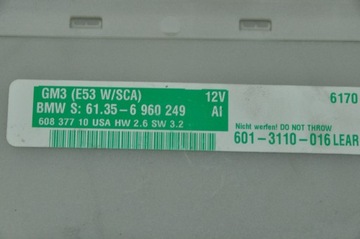 GM3 (E53 W/SCA) 12V
BMW S: 61.35-6 960 249 AI
608 377 10 USA HW 2.6 SW 3.2
6170
Nicht werfen! DO NOT THROW
601-3110-016 LEAR